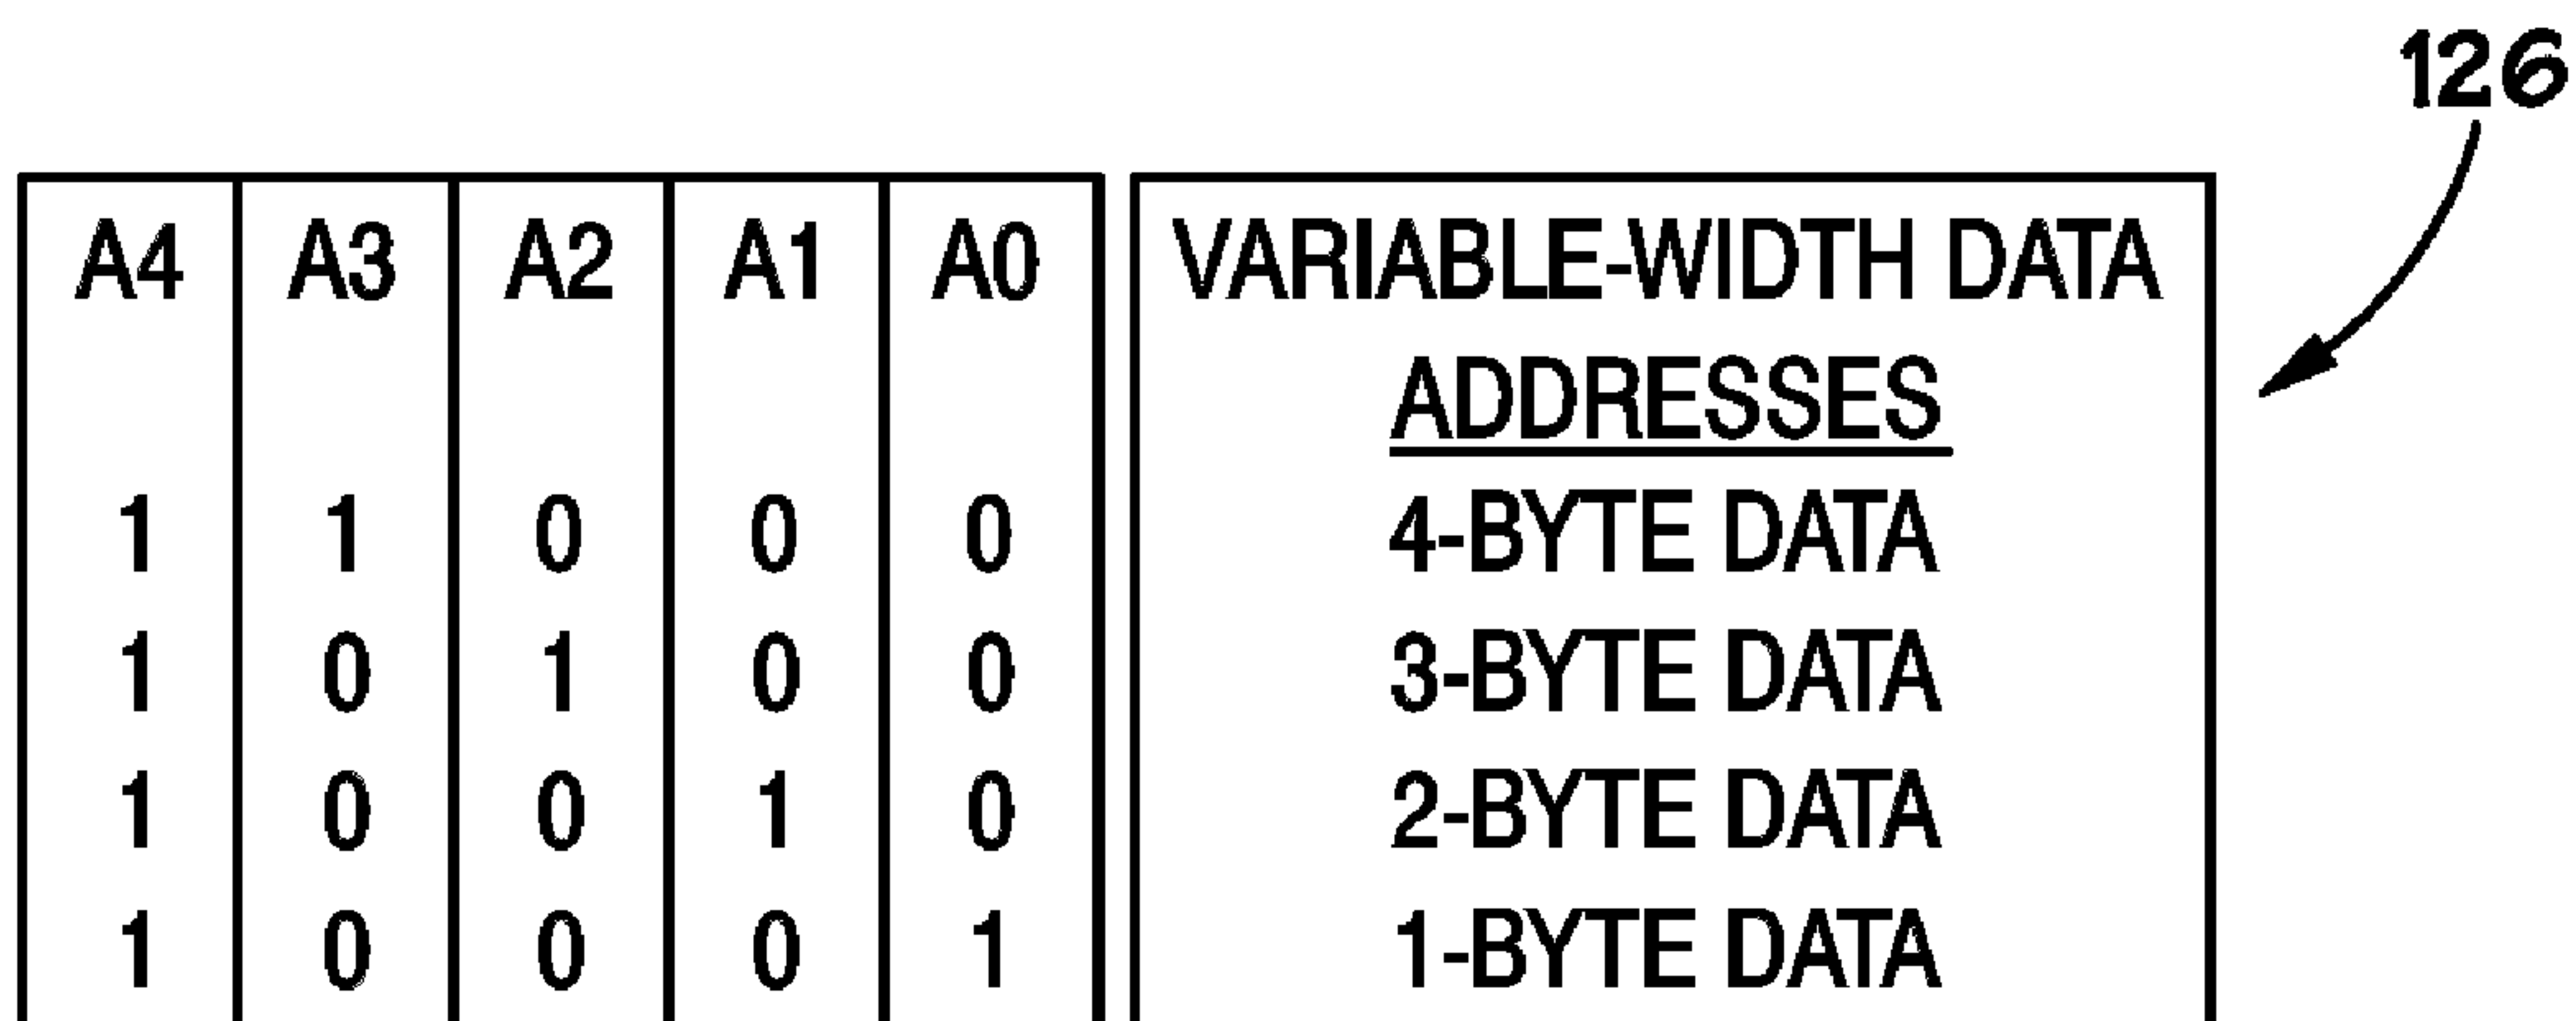 126
A4 A3 A2 A1 A0 VARIABLE-WIDTH DATA
ADDRESSES
1 1 0 0 0 4-BYTE DATA
1 0 1 0 0 3-BYTE DATA
1 0 0 1 0 2-BYTE DATA
1 0 0 0 1 1-BYTE DATA